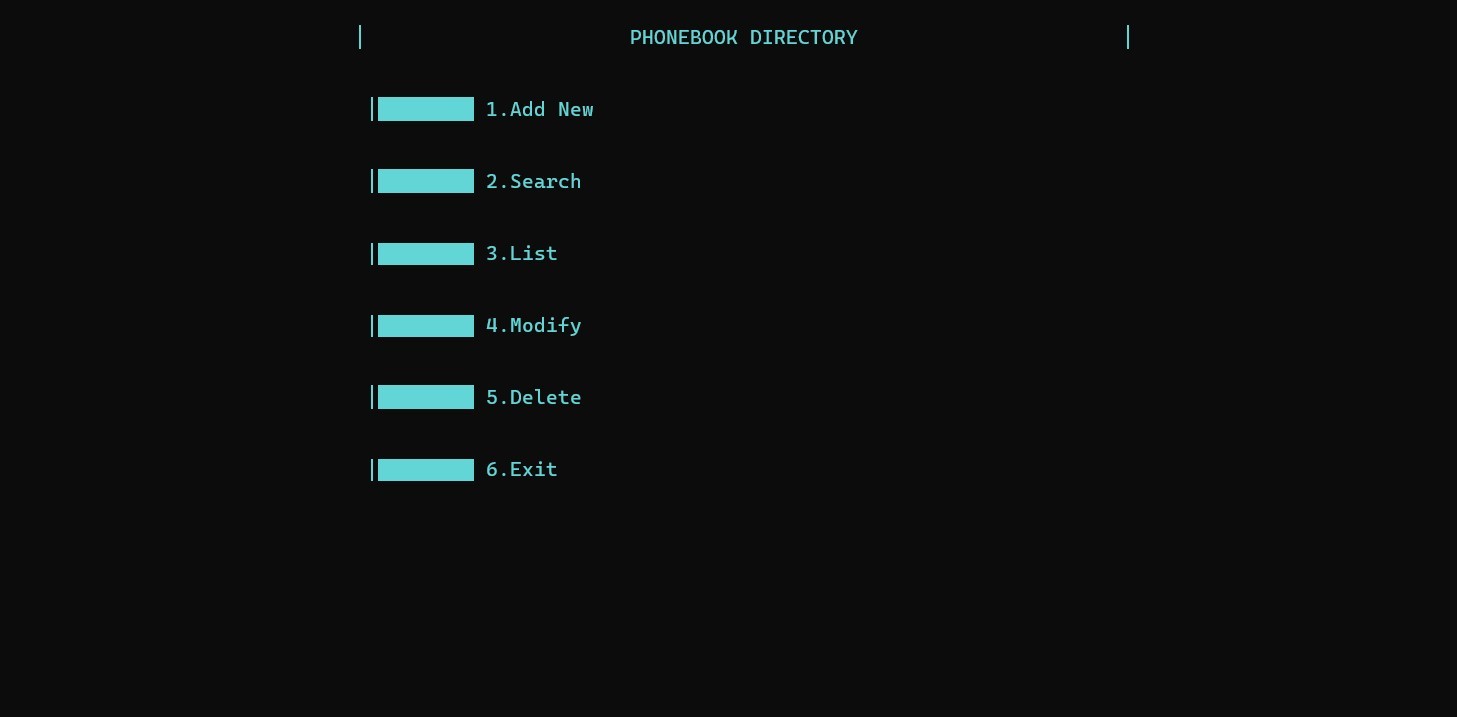 PHONEBOOK DIRECTORY
1.Add New
2.Search
3.List
4.Modify
5.Delete
6.Exit